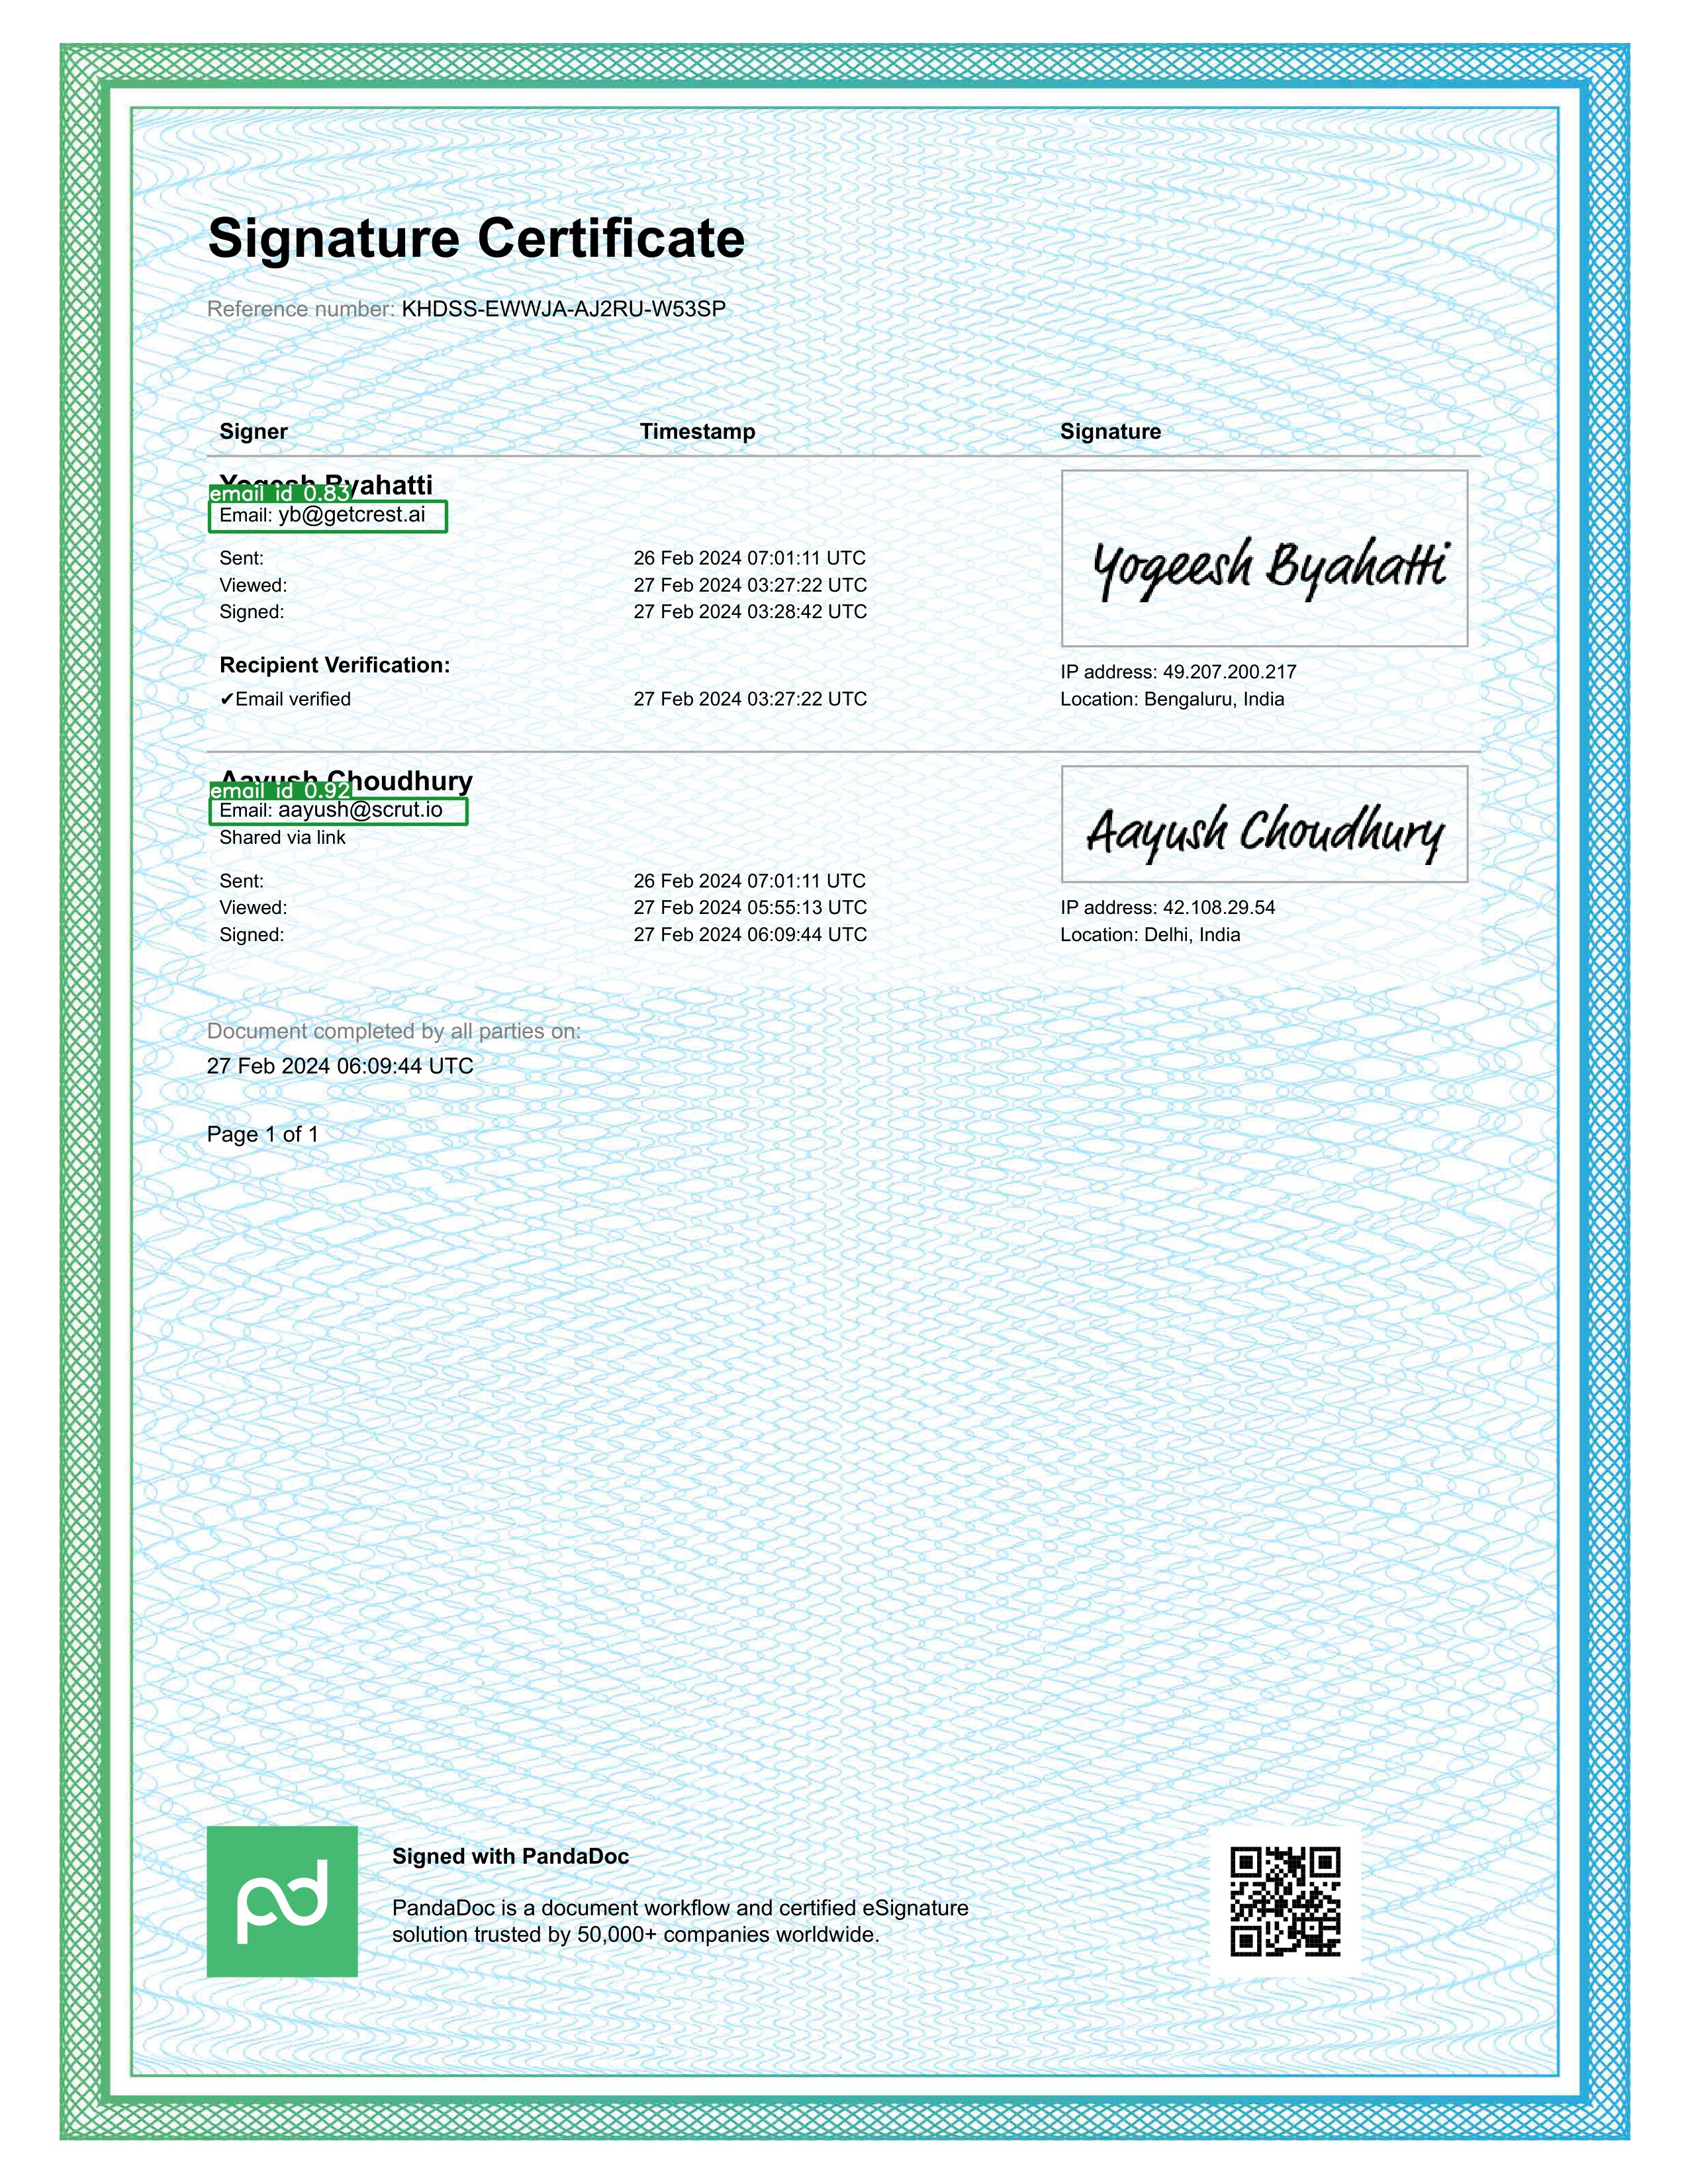 Signature Certificate
Reference number: KHDSS-EWWJA-AJ2RU-W53SP
Signer Timestamp Signature
Byahatti
email_id 0.83
Email: yb@getcrest.ai
Sent: 26 Feb 2024 07:01:11 UTC
Viewed: 27 Feb 2024 03:27:22 UTC
Signed: 27 Feb 2024 03:28:42 UTC
Yogeesh Byahatti
Recipient Verification:
✔Email verified 27 Feb 2024 03:27:22 UTC
IP address: 49.207.200.217
Location: Bengaluru, India
Aayush Choudhury
email_id 0.92
Email: aayush@scrut.io
Shared via link
Sent: 26 Feb 2024 07:01:11 UTC
Viewed: 27 Feb 2024 05:55:13 UTC
Signed: 27 Feb 2024 06:09:44 UTC
Aayush Choudhury
IP address: 42.108.29.54
Location: Delhi, India
Document completed by all parties on:
27 Feb 2024 06:09:44 UTC
Page 1 of 1
pd
Signed with PandaDoc
PandaDoc is a document workflow and certified eSignature
solution trusted by 50,000+ companies worldwide.